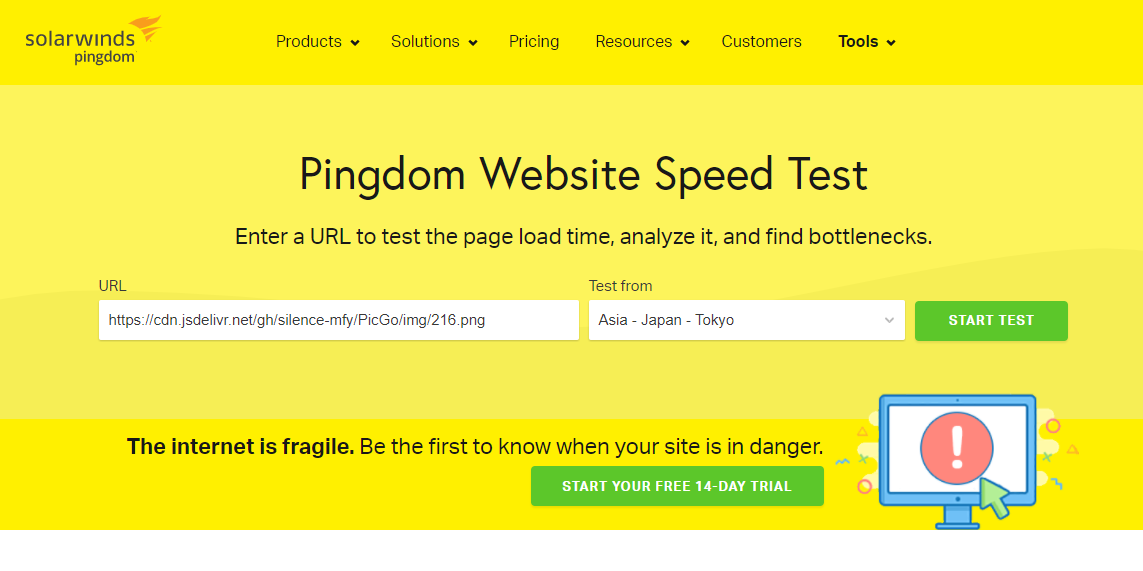 solarwinds
pingdom
Products Solutions Pricing Resources Customers Tools
Pingdom Website Speed Test
Enter a URL to test the page load time, analyze it, and find bottlenecks.
URL Test from
https://cdn.jsdelivr.net/gh/silence-mfy/PicGo/img/216.png Asia - Japan - Tokyo START TEST
The internet is fragile. Be the first to know when your site is in danger.
START YOUR FREE 14-DAY TRIAL